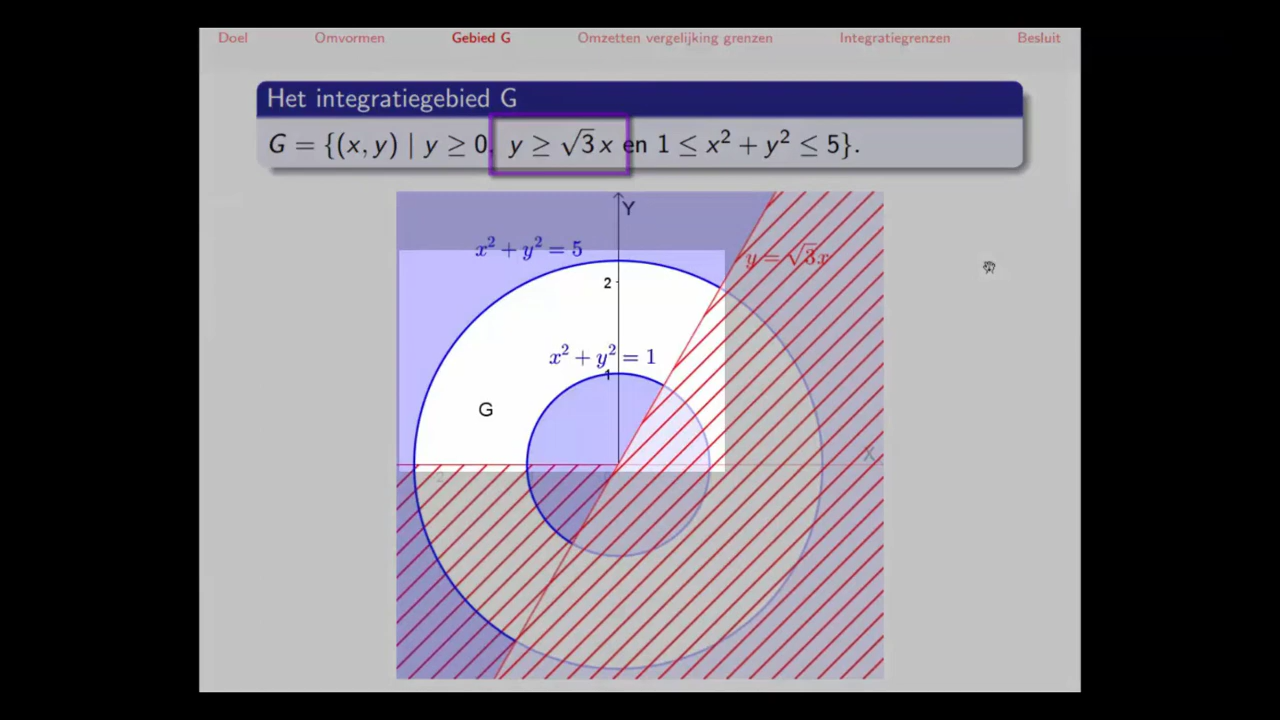 Doel Omvormen Gebied G Omzetten vergelijking grenzen Integratiegrenzen Besluit
Het integratiegebied G
G = {(x, y) | y ≥ 0, y ≥ √3 x en 1 ≤ x² + y² ≤ 5}.
Y
x² + y² = 5
y = √3x
2
x² + y² = 1
1
G
X